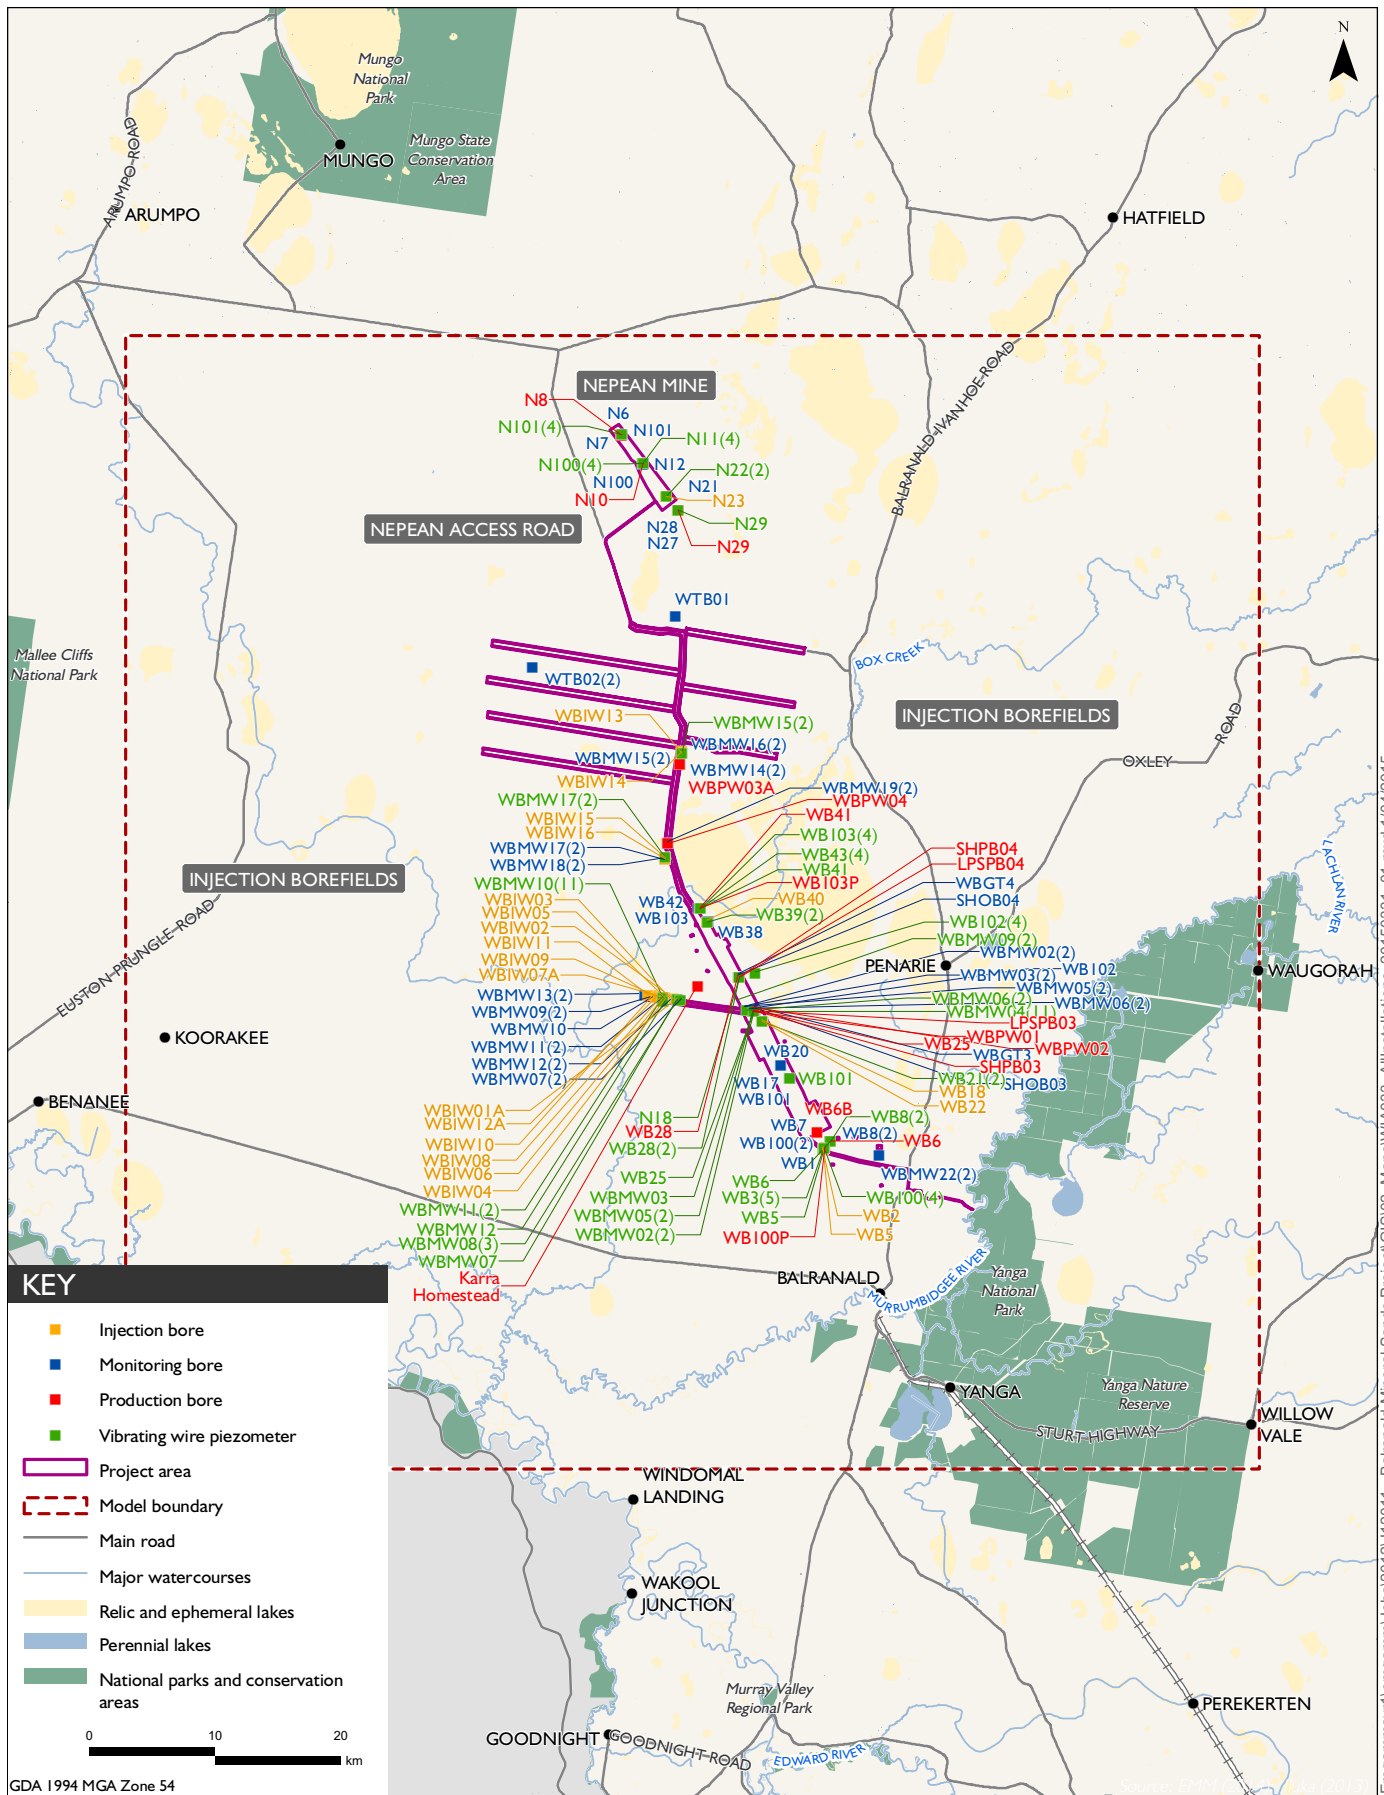 N
Mungo
National
Park
Mungo State
Conservation
Area
MUNGO
ARUMPO ROAD
ARUMPO
HATFIELD
BALRANALD-IVANHOE-ROAD
NEPEAN MINE
N8
N6
N101(4)
N101
N7
N11(4)
N100(4)
N12
N22(2)
N100
N21
N10
N23
NEPEAN ACCESS ROAD
N28
N29
N27
N29
WTB01
Mallee Cliffs
National Park
BOX CREEK
WTB02(2)
WBIW13
INJECTION BOREFIELDS
WBMW15(2)
ROAD
WBMW16(2)
WBMW15(2)
OXLEY
WBMW14(2)
WBIW14
WBPW03A
WBMW19(2)
WBMW17(2)
WBPW04
WBIW15
WB41
WBIW16
WB103(4)
WBMW17(2)
SHPB04
WB43(4)
WBMW18(2)
LPSPB04
WB41
INJECTION BOREFIELDS
WBMW10(11)
WB103P
WBGT4
WBIW03
WB42
WB40
SHOB04
WBIW05
WB103
WB39(2)
WBIW02
WB38
WB102(4)
WBIW11
WBMW09(2)
EUSTON-PRUNGLE-ROAD
WBMW02(2)
WBIW09
PENARIE
WB102
WAUGORAH
LACHLAN RIVER
WBIW07A
WBMW03(2)
WBMW05(2)
WBMW13(2)
WBMW06(2)
WBMW06(2)
WBMW09(2)
WBMW04(11)
WBMW10
LPSPB03
KOORAKEE
WBPW01
WB25
WBPW02
WBMW11(2)
WB20
WBGT3
WBMW12(2)
SHPB03
WBMW07(2)
WB101
WB21(2)
WB17
SHOB03
WB18
BENANEE
WB101
WB22
WBIW01A
WB6B
WBIW12A
N18
WB8(2)
WB28
WB7
WB8(2)
WBIW10
WB28(2)
WB100(2)
WB6
WBIW08
WB1
WBIW06
WB25
WB6
WBMW22(2)
WBIW04
WBMW03
WB3(5)
WB100(4)
WBMW11(2)
WBMW05(2)
WB5
WB2
WBMW12
WBMW02(2)
WB100P
WB5
WBMW08(3)
WBMW07
Karra
Homestead
BALRANALD
MURRUMBIDGEE RIVER
Yanga
National
Park
YANGA
Yanga Nature
Reserve
STURT HIGHWAY
WILLOW
VALE
WINDOMAL
LANDING
WAKOOL
JUNCTION
Murray Valley
Regional Park
PEREKERTEN
GOODNIGHT
GOODNIGHT-ROAD
EDWARD RIVER
KEY
Injection bore
Monitoring bore
Production bore
Vibrating wire piezometer
Project area
Model boundary
Main road
Major watercourses
Relic and ephemeral lakes
Perennial lakes
National parks and conservation
areas
0 10 20
km
GDA 1994 MGA Zone 54